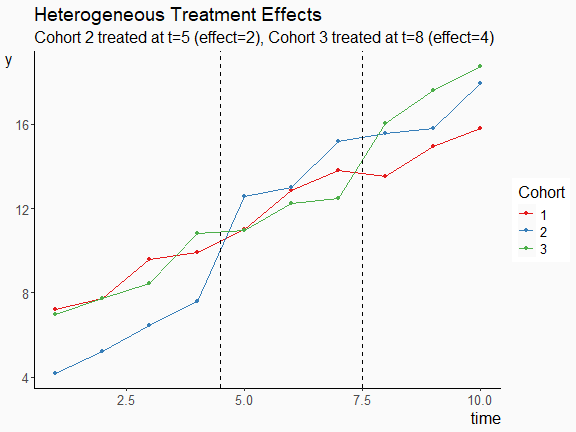 Heterogeneous Treatment Effects
Cohort 2 treated at t=5 (effect=2), Cohort 3 treated at t=8 (effect=4)
y
16
12
8
4
2.5
5.0
7.5
10.0
time
Cohort
1
2
3